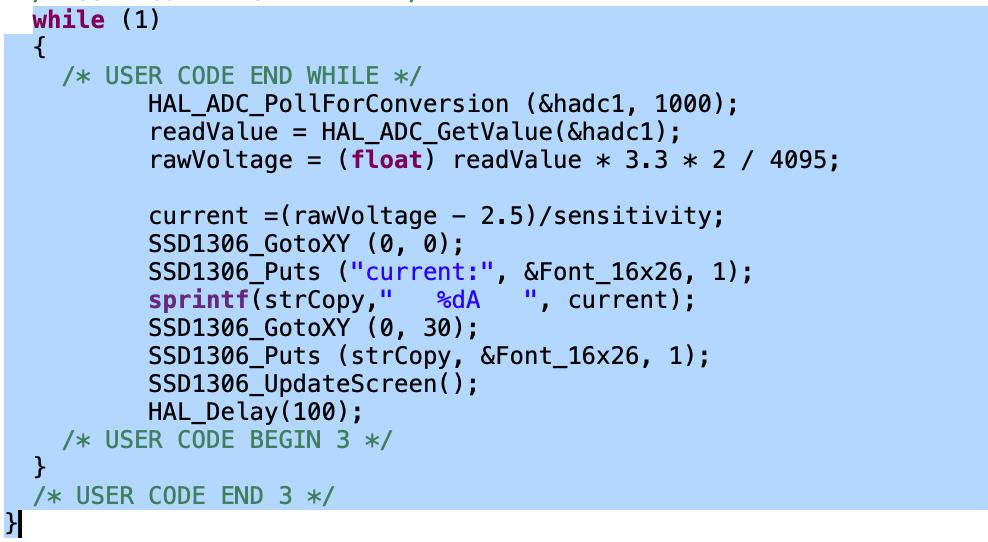 while (1)
{
/* USER CODE END WHILE */
HAL_ADC_PollForConversion (&hadc1, 1000);
readValue = HAL_ADC_GetValue(&hadc1);
rawVoltage = (float) readValue * 3.3 * 2 / 4095;
current =(rawVoltage - 2.5)/sensitivity;
SSD1306_GotoXY (0, 0);
SSD1306_Puts ("current:", &Font_16x26, 1);
sprintf(strCopy,"   %dA   ", current);
SSD1306_GotoXY (0, 30);
SSD1306_Puts (strCopy, &Font_16x26, 1);
SSD1306_UpdateScreen();
HAL_Delay(100);
/* USER CODE BEGIN 3 */
}
/* USER CODE END 3 */
}